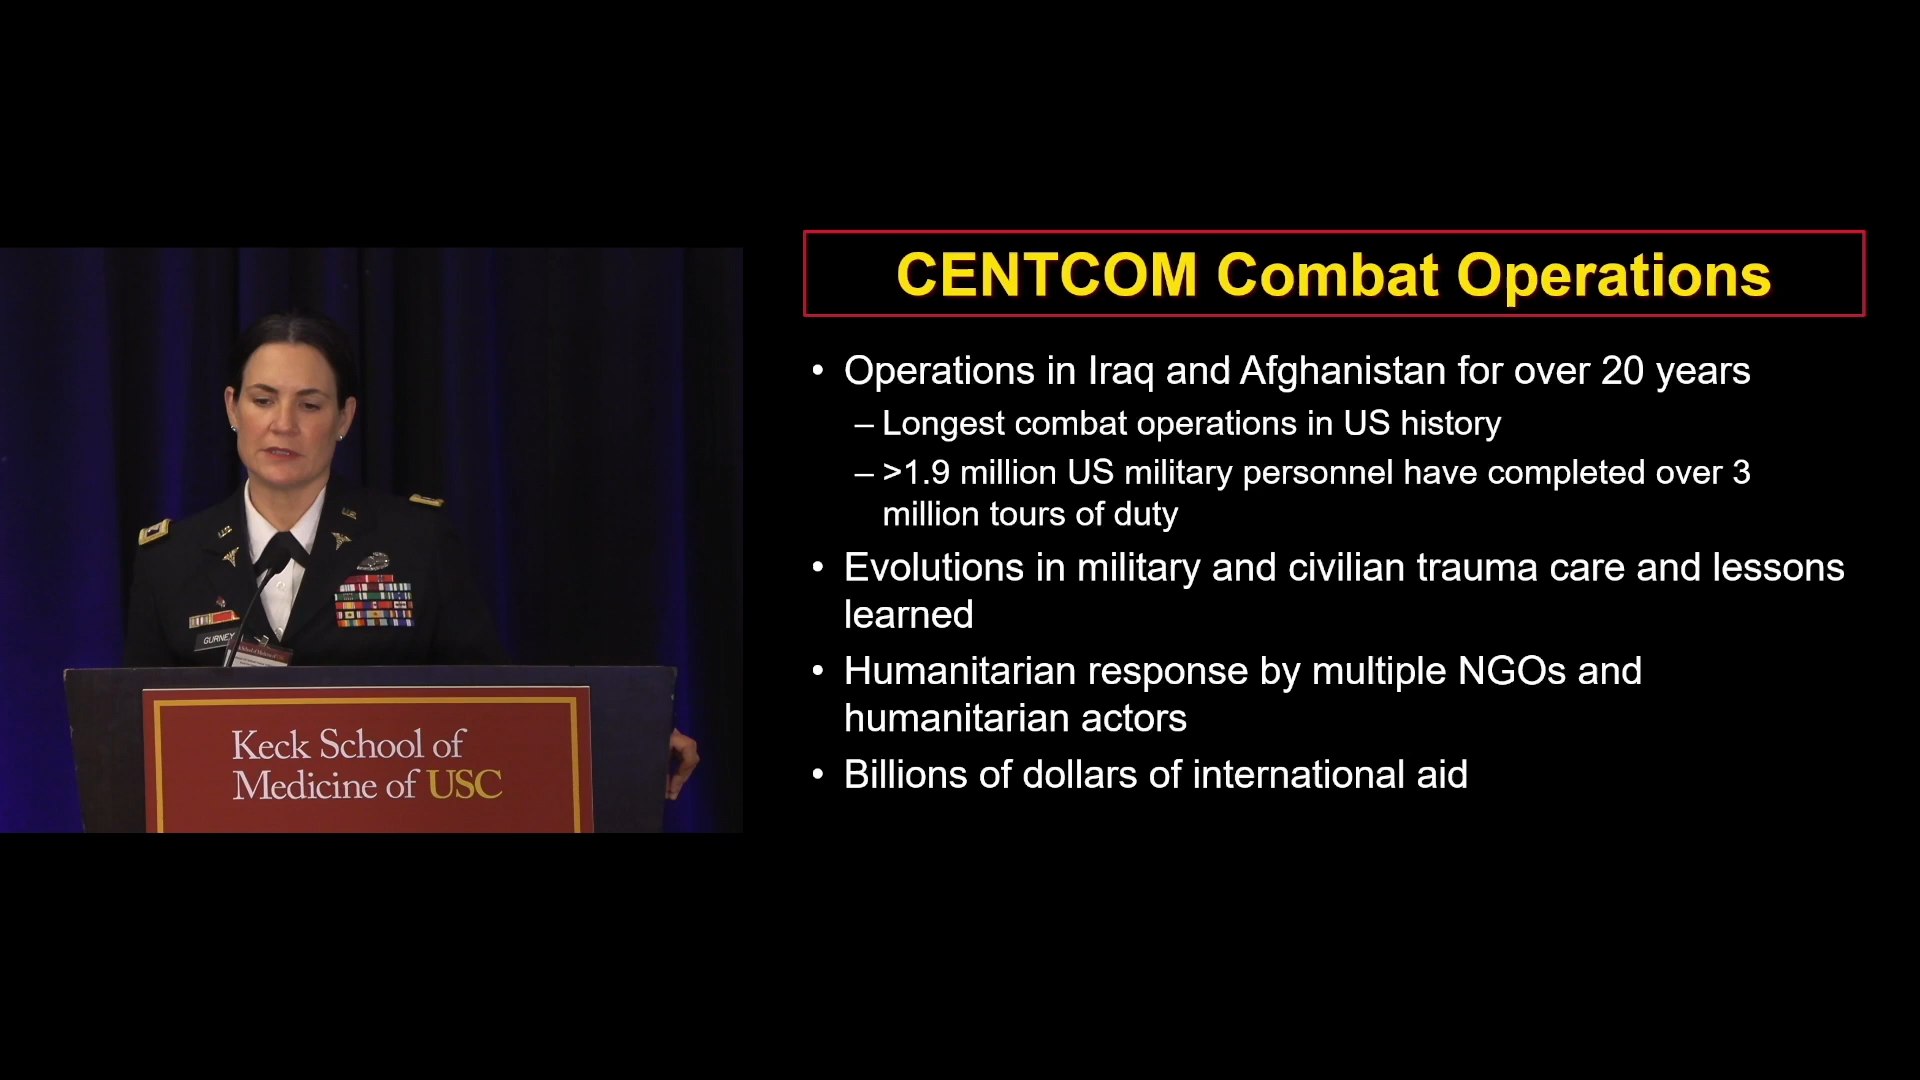 CENTCOM Combat Operations
• Operations in Iraq and Afghanistan for over 20 years
– Longest combat operations in US history
– >1.9 million US military personnel have completed over 3
million tours of duty
• Evolutions in military and civilian trauma care and lessons
learned
• Humanitarian response by multiple NGOs and
humanitarian actors
• Billions of dollars of international aid
GURNEY
Keck School of
Medicine of USC